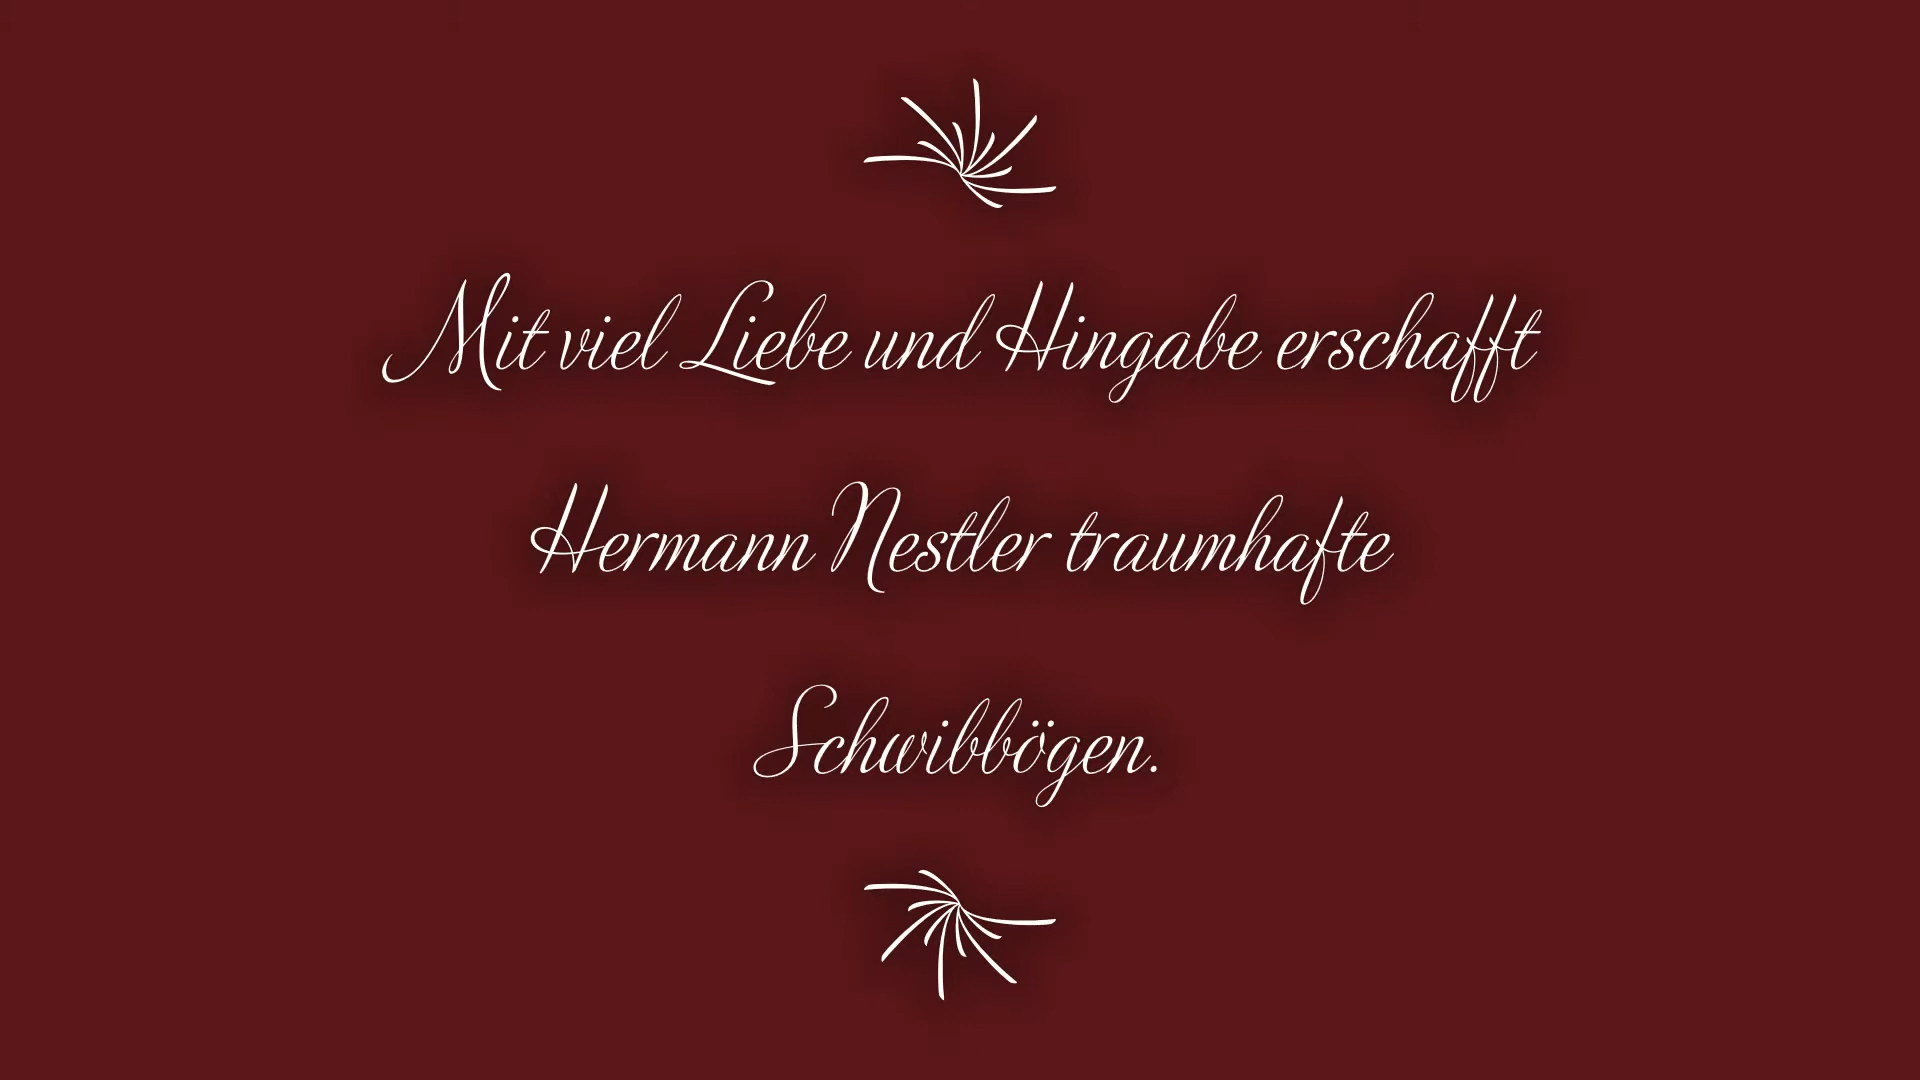 Mit viel Liebe und Hingabe erschafft
Hermann Nestler traumhafte
Schwibbögen.